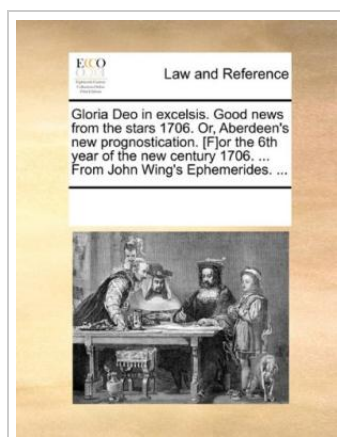 ECCO
Law and Reference
Gloria Deo in excelsis. Good news
from the stars 1706. Or, Aberdeen's
new prognostication. [F]or the 6th
year of the new century 1706. ...
From John Wing's Ephemerides. ...